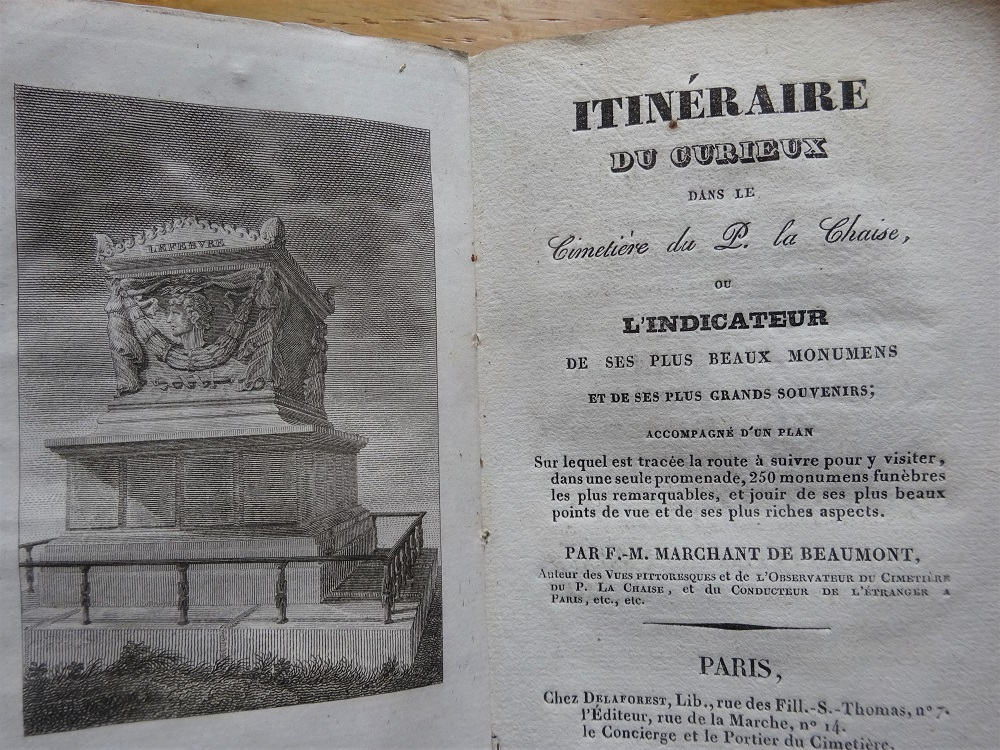 LEFEBVRE
ITINÉRAIRE
DU CURIEUX
DANS LE
Cimetière du P. la Chaise,
OU
L'INDICATEUR
DE SES PLUS BEAUX MONUMENS
ET DE SES PLUS GRANDS SOUVENIRS;
ACCOMPAGNÉ D'UN PLAN
Sur lequel est tracée la route à suivre pour y visiter,
dans une seule promenade, 250 monumens funèbres
les plus remarquables, et jouir de ses plus beaux
points de vue et de ses plus riches aspects.
PAR F.-M. MARCHANT DE BEAUMONT,
Auteur des VUES PITTORESQUES et de L'OBSERVATEUR DU CIMETIÈRE
DU P. LA CHAISE, et du CONDUCTEUR DE L'ÉTRANGER A
PARIS, etc., etc.
PARIS,
Chez DELAFOREST, Lib., rue des Fill.-S.-Thomas, n° 7.
l'Éditeur, rue de la Marche, n° 14.
le Concierge et le Portier du Cimetière.